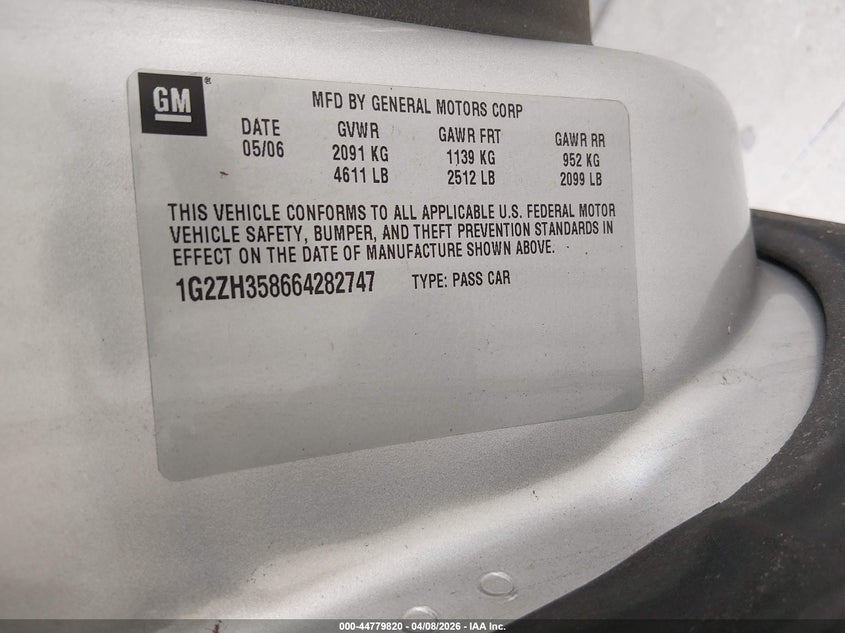 GM
MFD BY GENERAL MOTORS CORP
DATE GVWR GAWR FRT GAWR RR
05/06 2091 KG 1139 KG 952 KG
4611 LB 2512 LB 2099 LB
THIS VEHICLE CONFORMS TO ALL APPLICABLE U.S. FEDERAL MOTOR
VEHICLE SAFETY, BUMPER, AND THEFT PREVENTION STANDARDS IN
EFFECT ON THE DATE OF MANUFACTURE SHOWN ABOVE.
1G2ZH358664282747 TYPE: PASS CAR
000-44779820 - 04/08/2026 - IAA Inc.